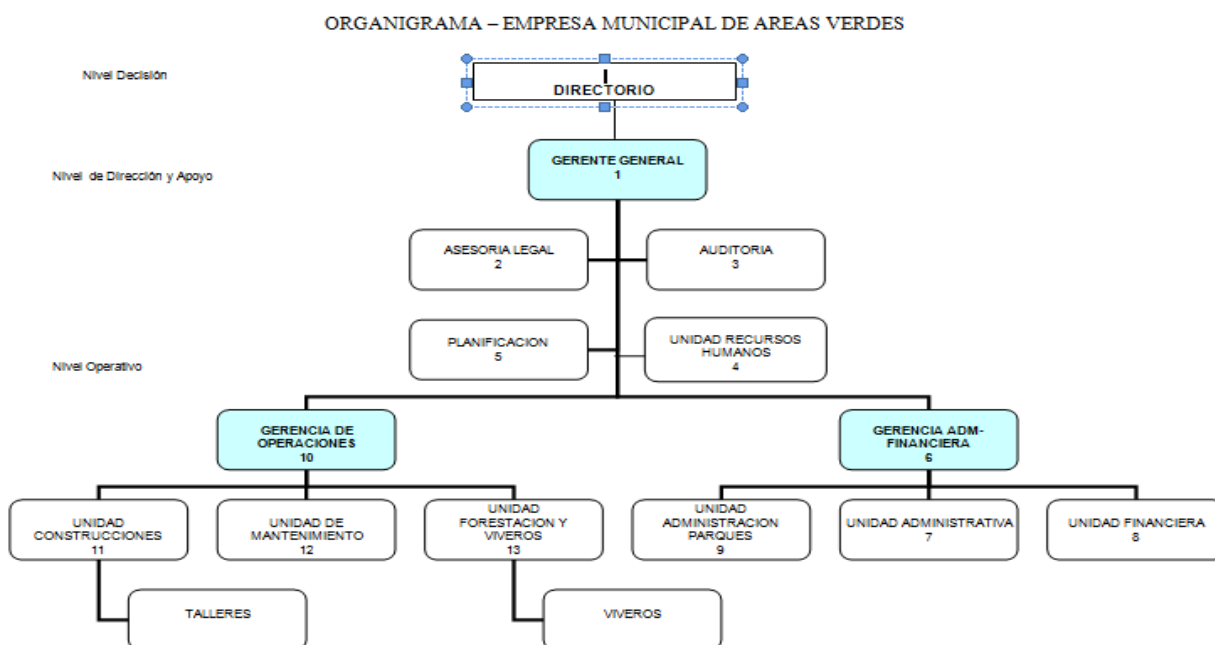 ORGANIGRAMA – EMPRESA MUNICIPAL DE AREAS VERDES
Nivel Decisión
I
DIRECTORIO
GERENTE GENERAL
1
Nivel de Dirección y Apoyo
ASESORIA LEGAL
2
AUDITORIA
3
PLANIFICACION
5
UNIDAD RECURSOS
HUMANOS
4
Nivel Operativo
GERENCIA DE
OPERACIONES
10
GERENCIA ADM-
FINANCIERA
6
UNIDAD
CONSTRUCCIONES
11
UNIDAD DE
MANTENIMIENTO
12
UNIDAD
FORESTACION Y
VIVEROS
13
UNIDAD
ADMINISTRACION
PARQUES
9
UNIDAD ADMINISTRATIVA
7
UNIDAD FINANCIERA
8
TALLERES
VIVEROS